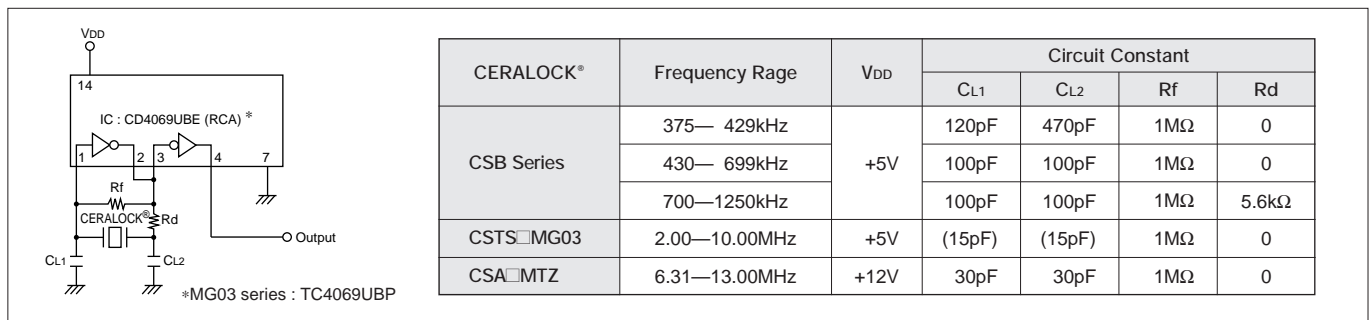 VDD
14
IC : CD4069UBE (RCA) *
1 2 3 4 7
Rf
CERALOCK® Rd
Output
CL1 CL2
*MG03 series : TC4069UBP
CERALOCK® Frequency Rage VDD Circuit Constant
CL1 CL2 Rf Rd
CSB Series 375— 429kHz +5V 120pF 470pF 1MΩ 0
430— 699kHz 100pF 100pF 1MΩ 0
700—1250kHz 100pF 100pF 1MΩ 5.6kΩ
CSTS□MG03 2.00—10.00MHz +5V (15pF) (15pF) 1MΩ 0
CSA□MTZ 6.31—13.00MHz +12V 30pF 30pF 1MΩ 0